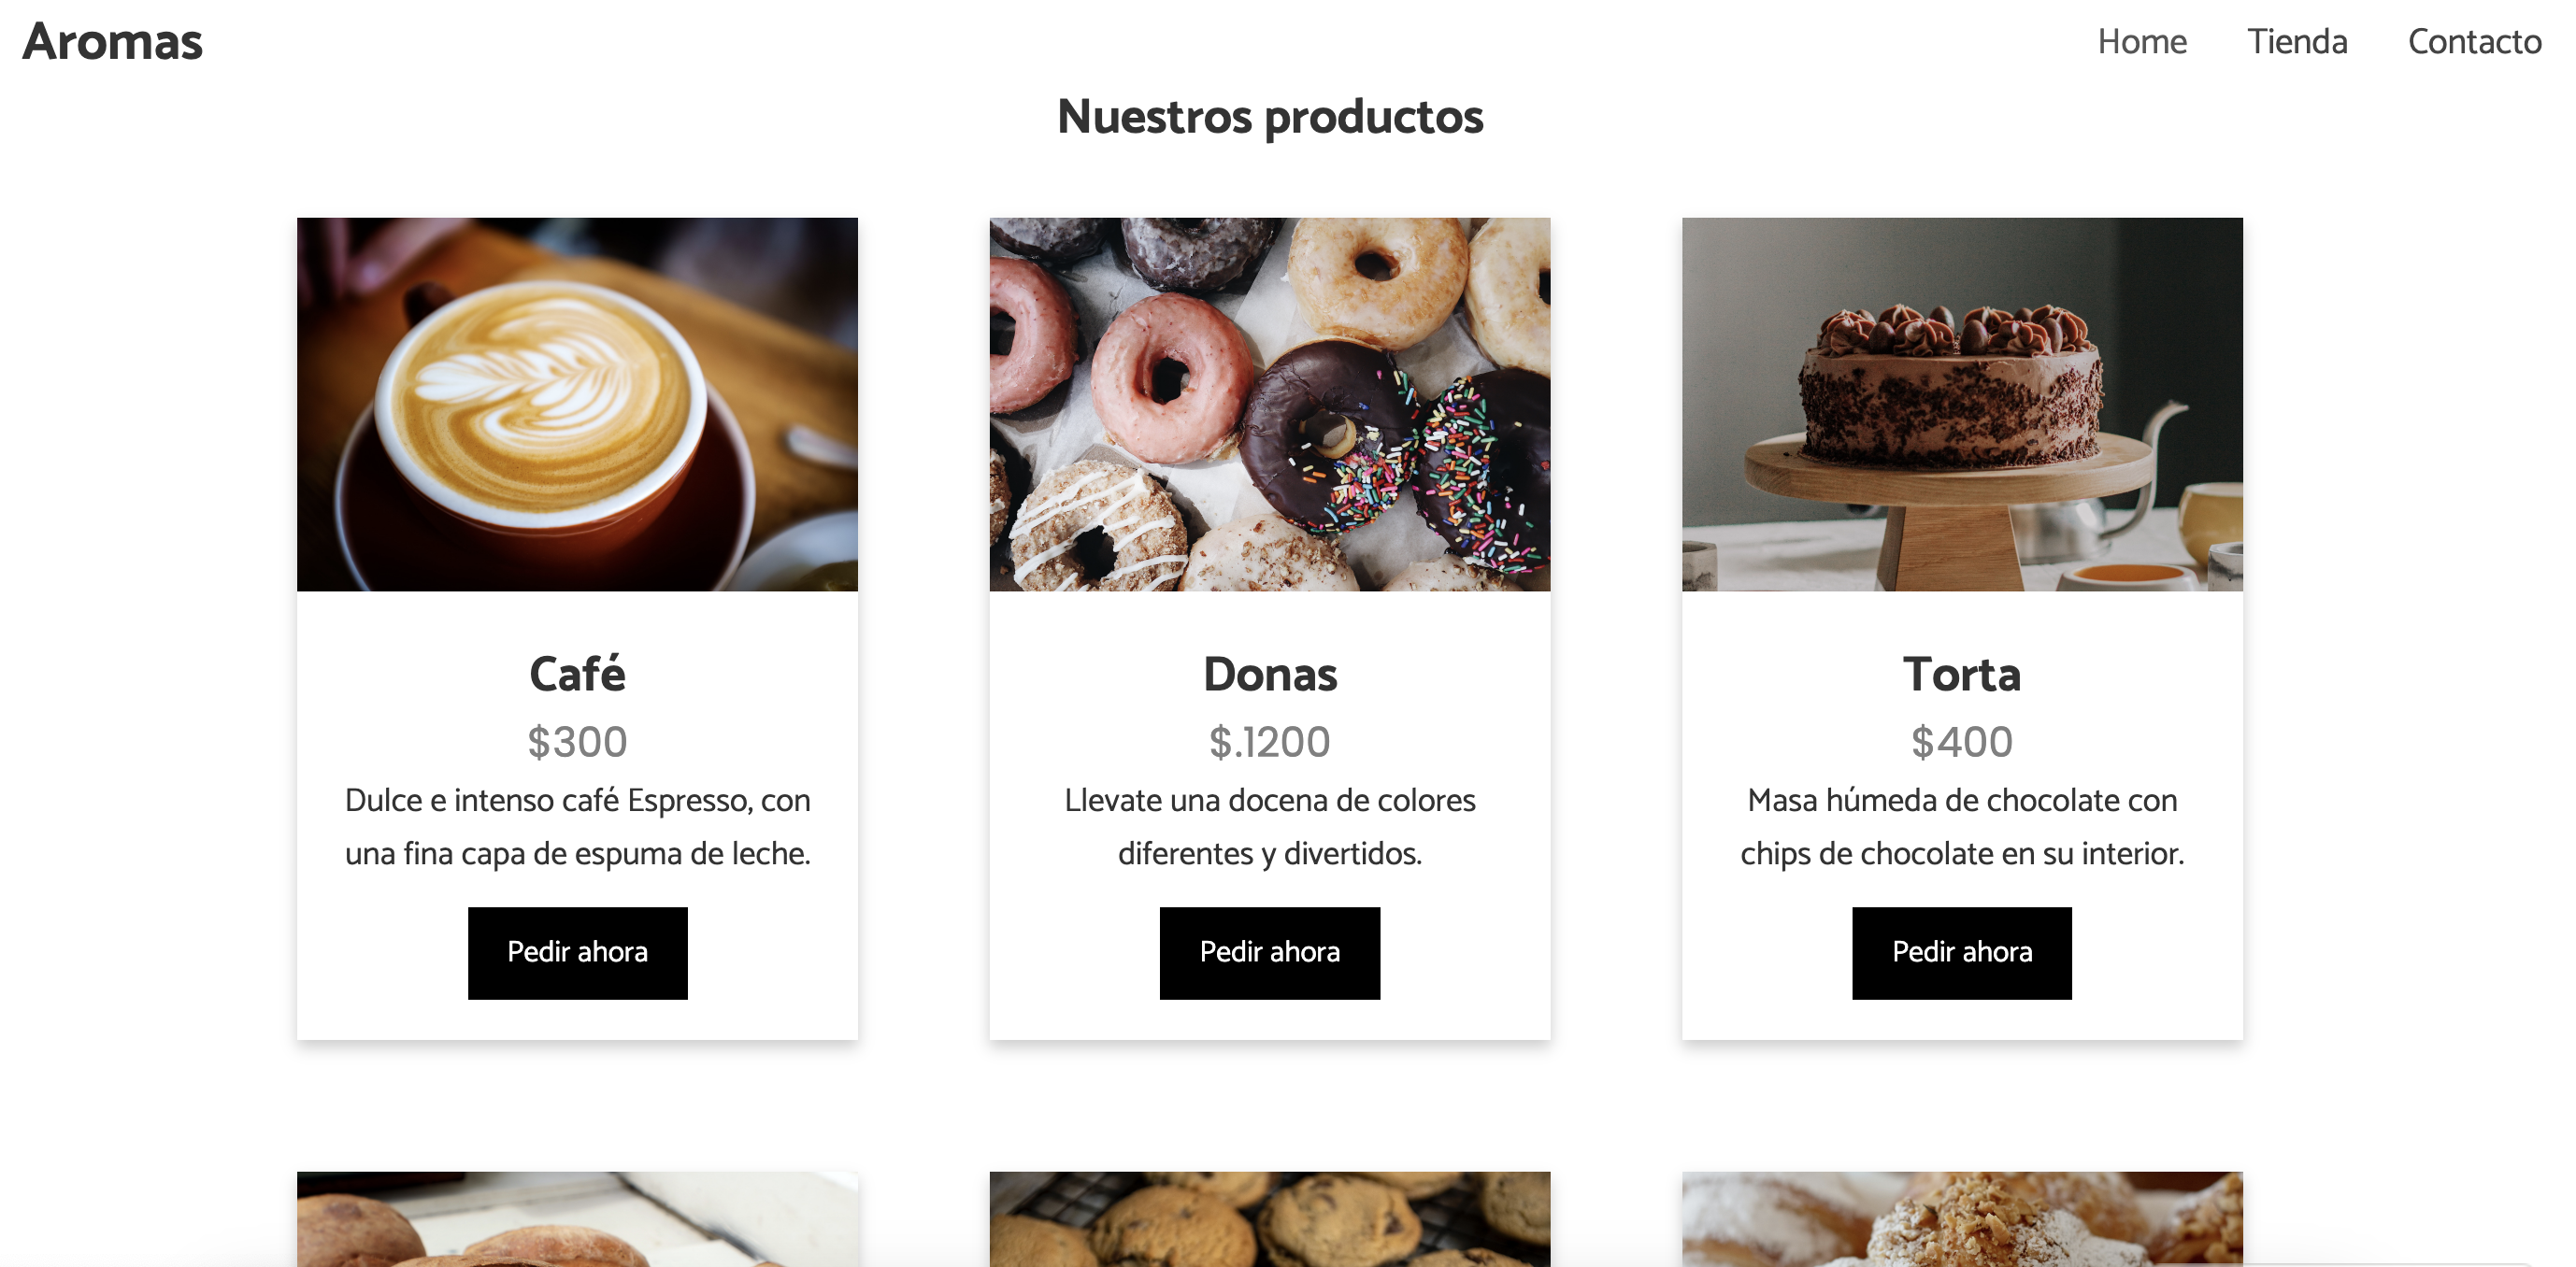 Aromas
Home Tienda Contacto
Nuestros productos
Café
$300
Dulce e intenso café Espresso, con
una fina capa de espuma de leche.
Pedir ahora
Donas
$.1200
Llevate una docena de colores
diferentes y divertidos.
Pedir ahora
Torta
$400
Masa húmeda de chocolate con
chips de chocolate en su interior.
Pedir ahora